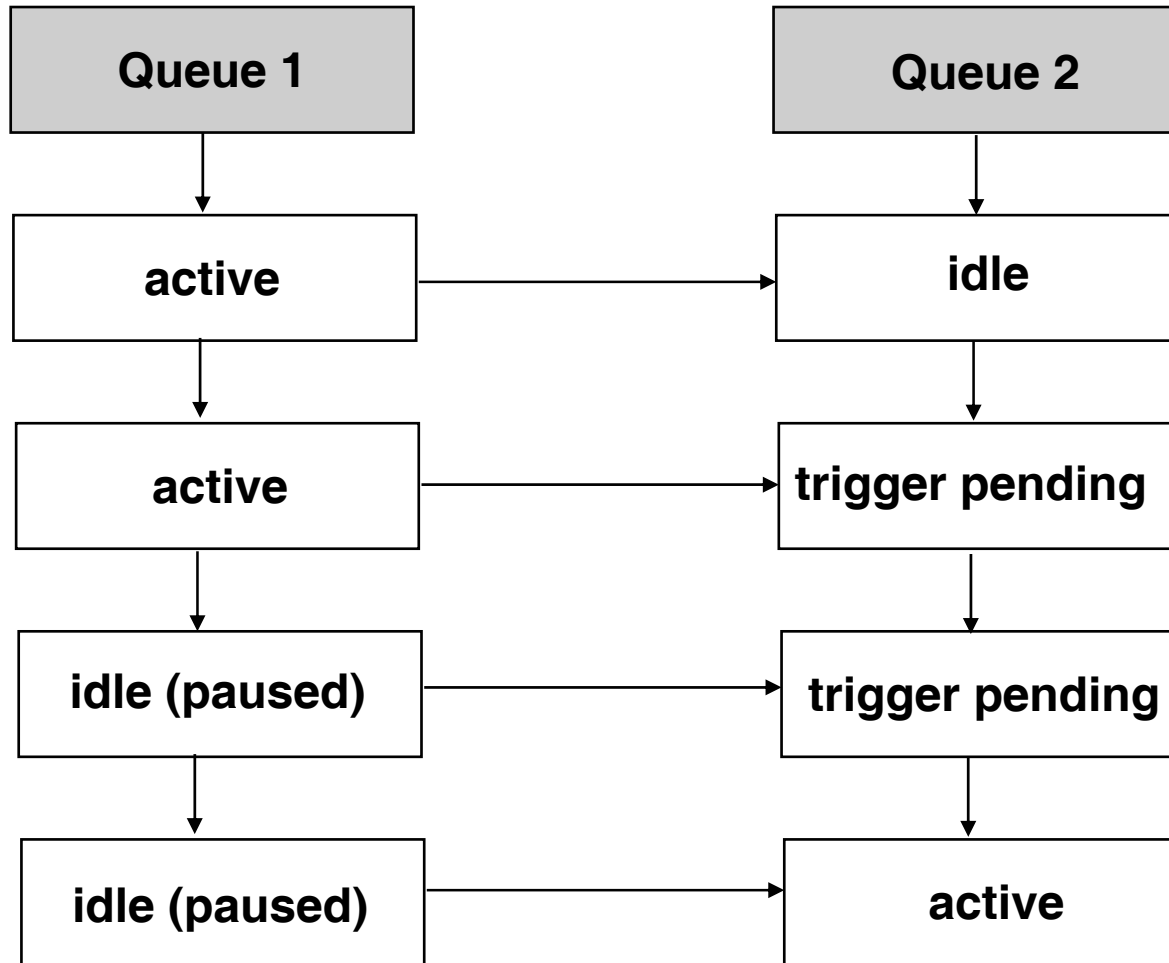 Queue 1
Queue 2
active
idle
active
trigger pending
idle (paused)
trigger pending
idle (paused)
active